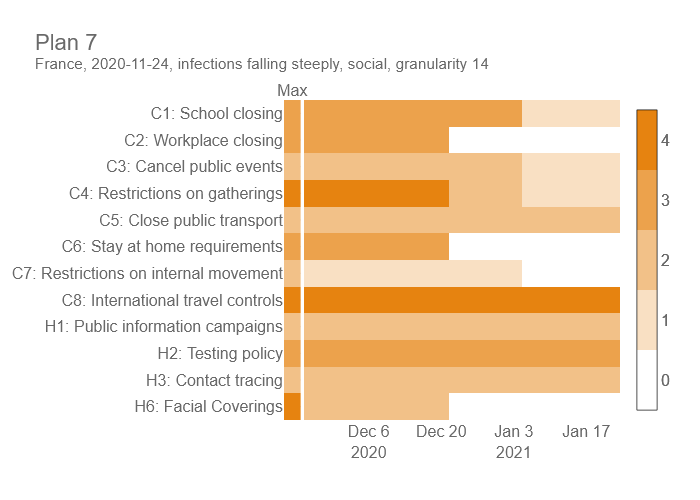 Plan 7
France, 2020-11-24, infections falling steeply, social, granularity 14
Max
C1: School closing
C2: Workplace closing
C3: Cancel public events
C4: Restrictions on gatherings
C5: Close public transport
C6: Stay at home requirements
C7: Restrictions on internal movement
C8: International travel controls
H1: Public information campaigns
H2: Testing policy
H3: Contact tracing
H6: Facial Coverings
Dec 6 Dec 20 Jan 3 Jan 17
2020 2021
4
3
2
1
0